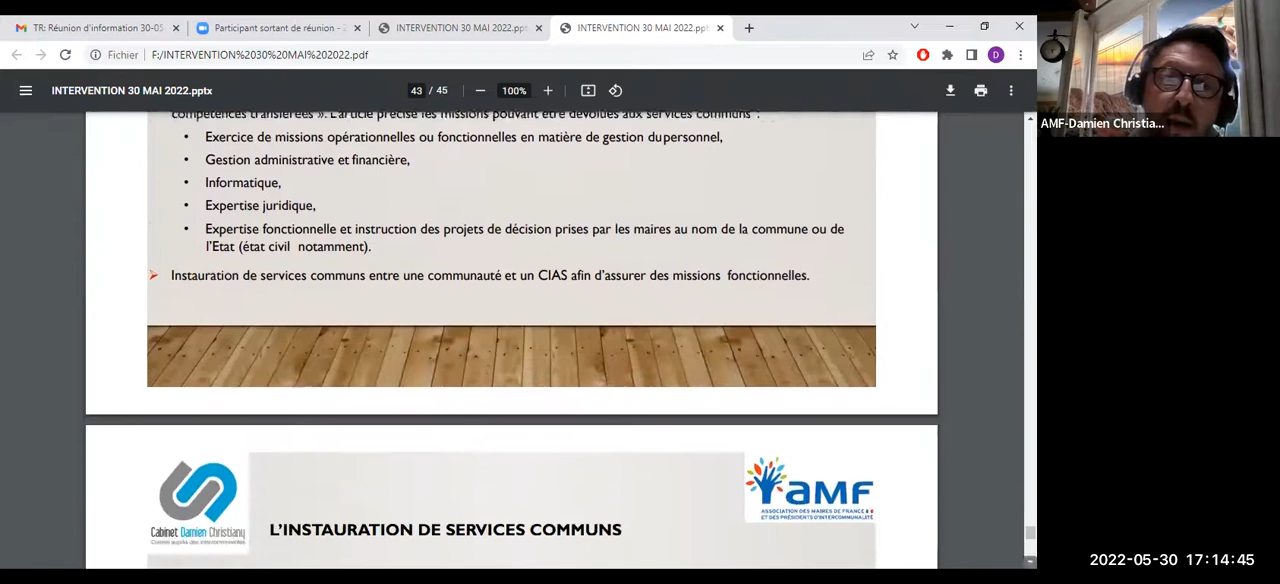 TR: Réunion d'information 30-05
Participant sortant de réunion -
INTERVENTION 30 MAI 2022.pp
INTERVENTION 30 MAI 2022.pp
Fichier F:/INTERVENTION%2030%20MAI%202022.pdf
D
INTERVENTION 30 MAI 2022.pptx
43 / 45
100%
AMF-Damien Christia...
compétences transférées ». L'article précise les missions pouvant être dévolues aux services communs :
• Exercice de missions opérationnelles ou fonctionnelles en matière de gestion du personnel,
• Gestion administrative et financière,
• Informatique,
• Expertise juridique,
• Expertise fonctionnelle et instruction des projets de décision prises par les maires au nom de la commune ou de
l'Etat (état civil notamment).
Instauration de services communs entre une communauté et un CIAS afin d'assurer des missions fonctionnelles.
Cabinet Damien Christiany
AMF
ASSOCIATION DES MAIRES DE FRANCE
ET DES PRÉSIDENTS D'INTERCOMMUNALITÉ
L'INSTAURATION DE SERVICES COMMUNS
2022-05-30 17:14:45